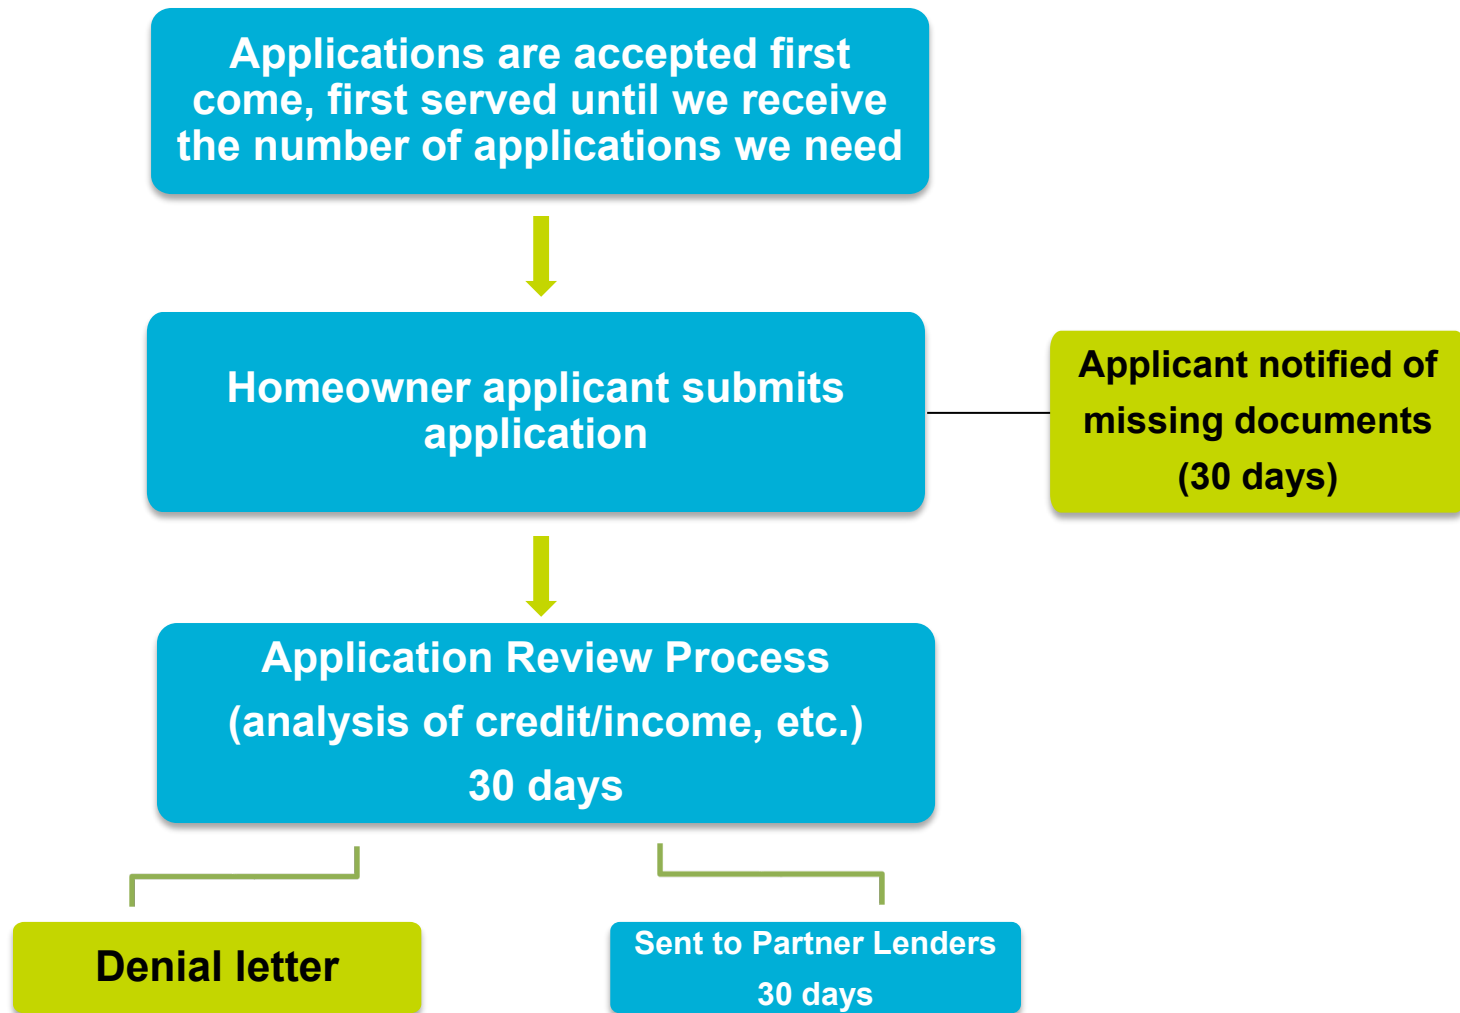 Applications are accepted first
come, first served until we receive
the number of applications we need
Homeowner applicant submits
application
Applicant notified of
missing documents
(30 days)
Application Review Process
(analysis of credit/income, etc.)
30 days
Denial letter
Sent to Partner Lenders
30 days